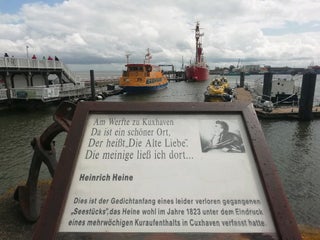 Am Werfte zu Kuxhaven
Da ist ein schöner Ort,
Der heißt„Die Alte Liebe“.
Die meinige ließ ich dort...
Heinrich Heine
Dies ist der Gedichtanfang eines leider verloren gegangenen
„Seestücks“,das Heine wohl im Jahre 1823 unter dem Eindruck
eines mehrwöchigen Kuraufenthalts in Cuxhaven verfasst hatte.